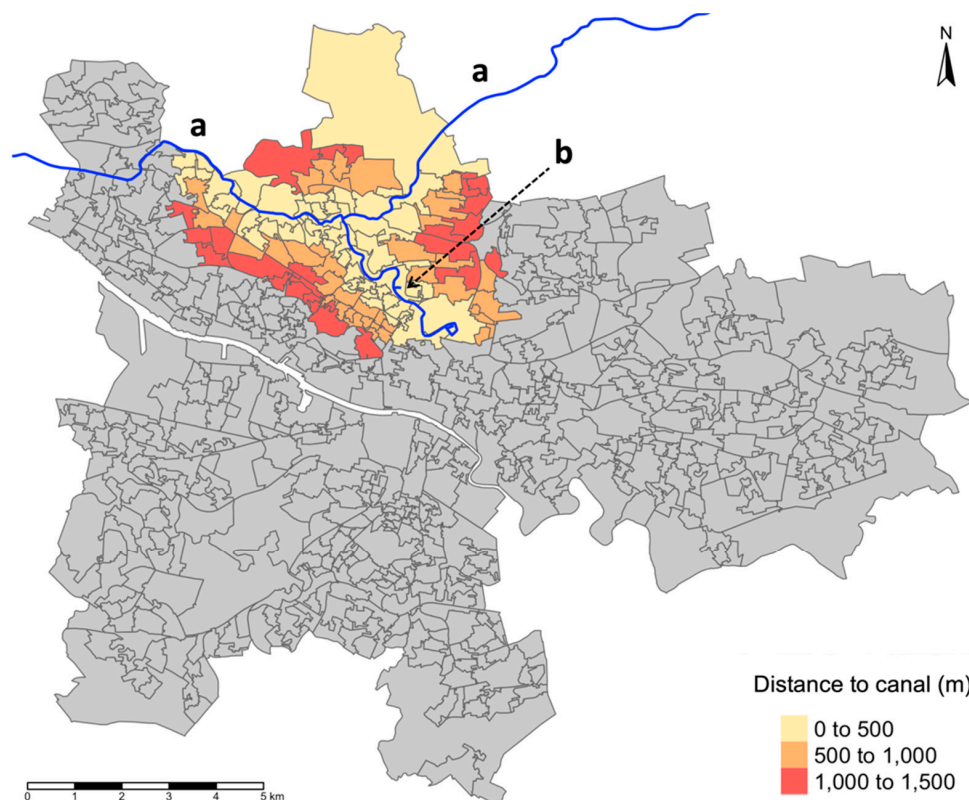 N
a
a
b
Distance to canal (m)
0 to 500
500 to 1,000
1,000 to 1,500
0 1 2 3 4 5 km